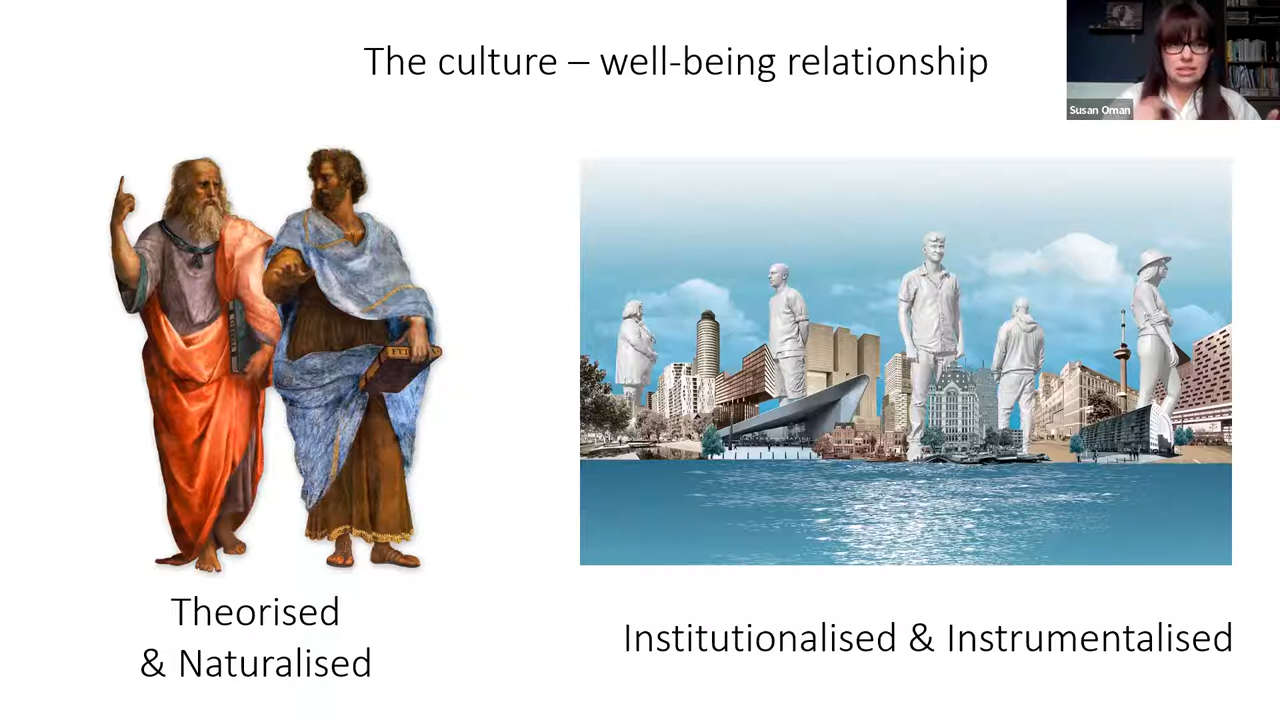 The culture – well-being relationship
Susan Oman
Theorised
& Naturalised
Institutionalised & Instrumentalised